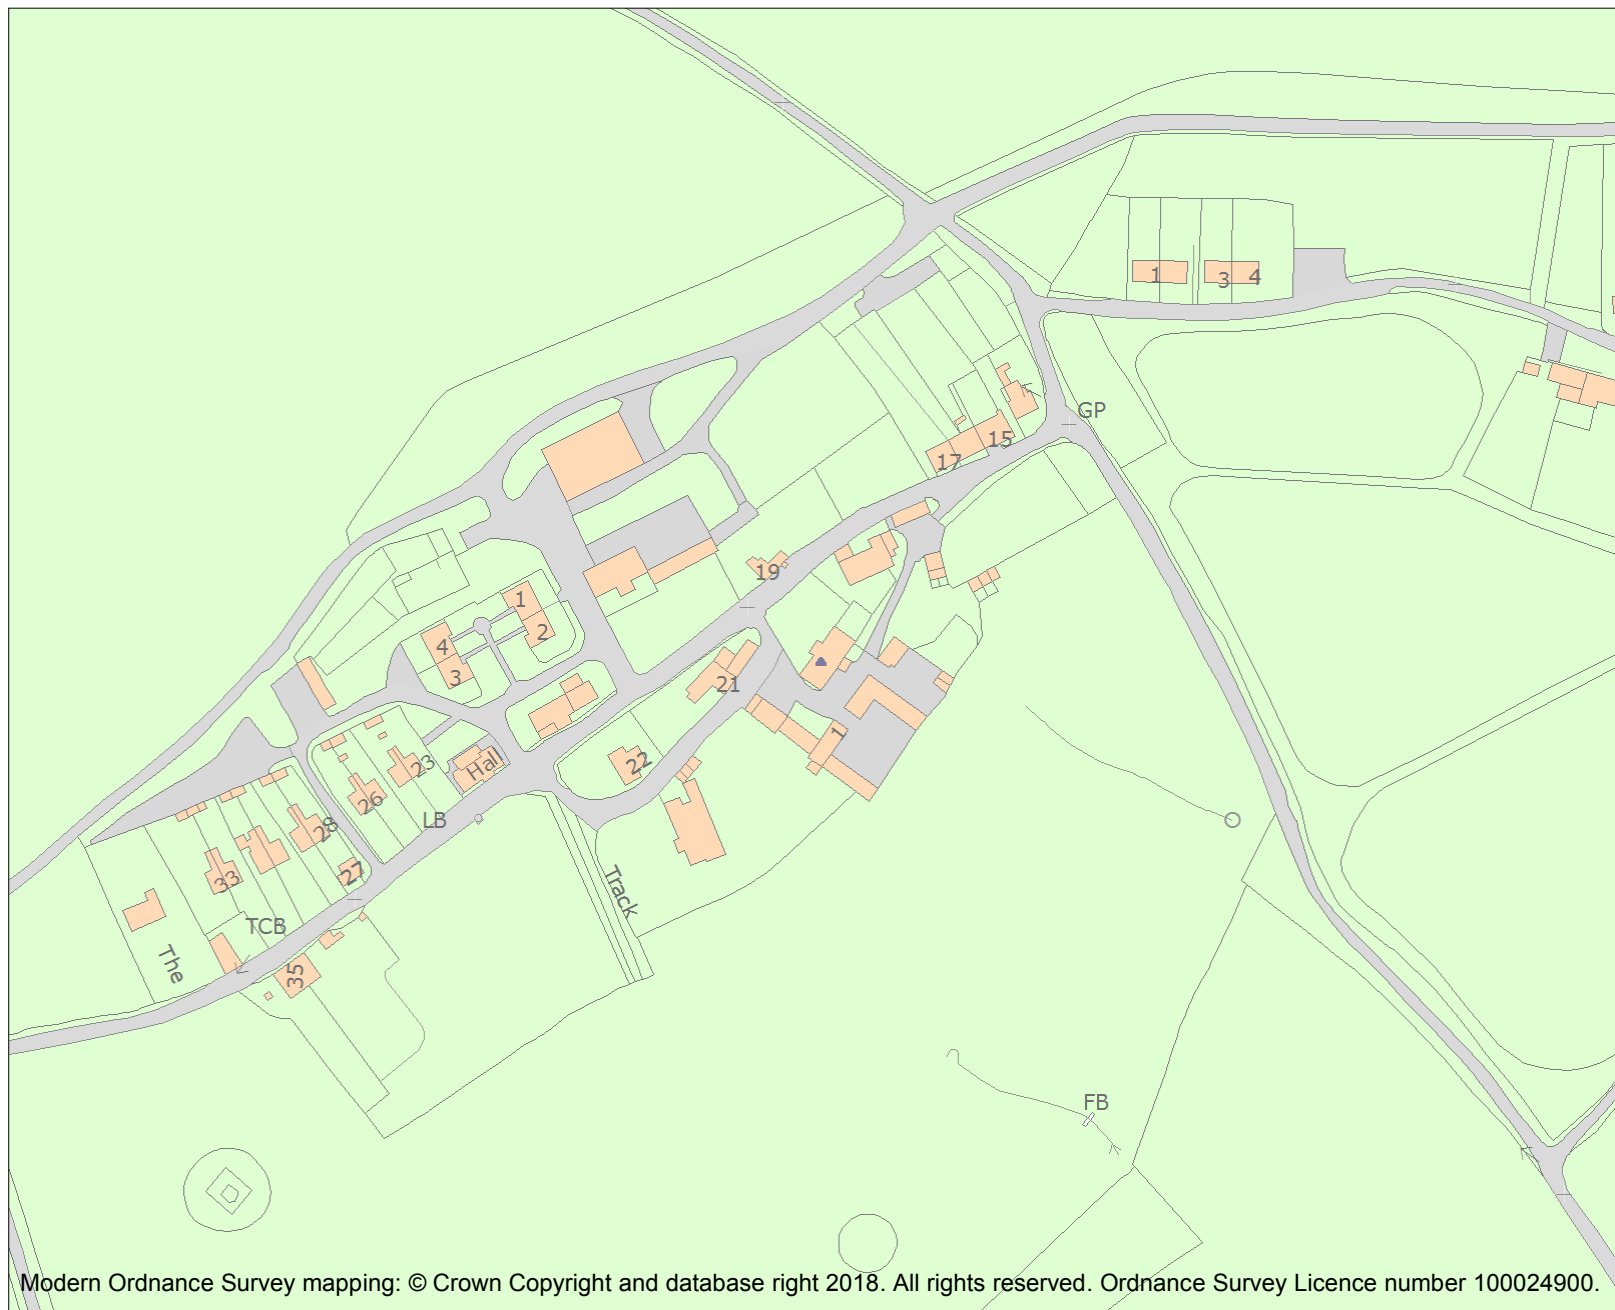 1
3
4
GP
15
17
19
1
2
4
3
21
1
22
23
Hall
26
LB
28
27
33
Track
TCB
The
35
FB
Modern Ordnance Survey mapping: © Crown Copyright and database right 2018. All rights reserved. Ordnance Survey Licence number 100024900.